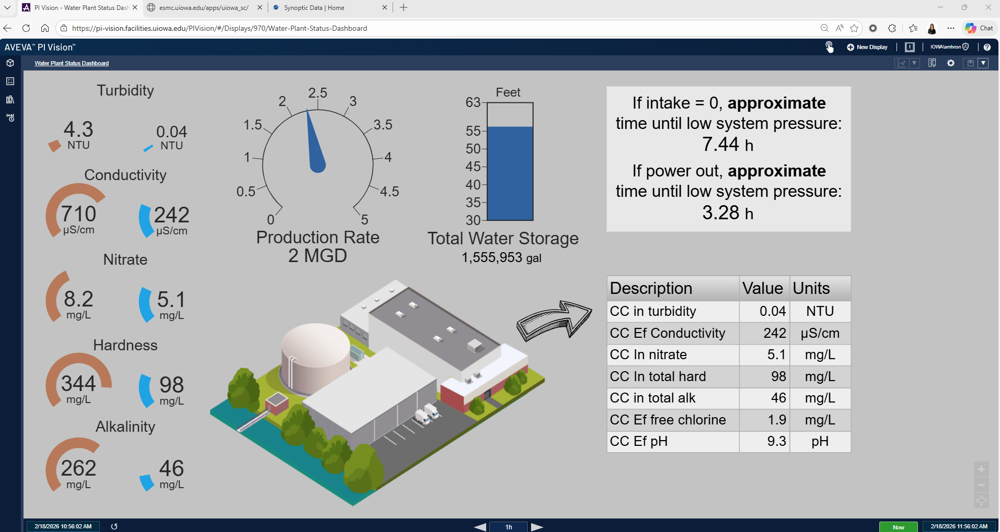 PI Vision - Water Plant Status Dash
esmc.uiowa.edu/apps/uiowa_sc/
Synoptic Data | Home
https://pi-vision.facilities.uiowa.edu/PIVision/#/Displays/970/Water-Plant-Status-Dashboard
Chat
AVEVA™ PI Vision™
New Display
IOWA\amhnsn
Water Plant Status Dashboard
Turbidity
4.3
NTU
0.04
NTU
Conductivity
710
µS/cm
242
µS/cm
Nitrate
8.2
mg/L
5.1
mg/L
Hardness
344
mg/L
98
mg/L
Alkalinity
262
mg/L
46
mg/L
0
0.5
1
1.5
2
2.5
3
3.5
4
4.5
5
Production Rate
2 MGD
Feet
63
55
50
45
40
35
30
Total Water Storage
1,555,953 gal
If intake = 0, approximate
time until low system pressure:
7.44 h
If power out, approximate
time until low system pressure:
3.28 h
Description Value Units
CC in turbidity 0.04 NTU
CC Ef Conductivity 242 µS/cm
CC In nitrate 5.1 mg/L
CC In total hard 98 mg/L
CC in total alk 46 mg/L
CC Ef free chlorine 1.9 mg/L
CC Ef pH 9.3 pH
2/18/2026 10:56:02 AM
1h
Now
2/18/2026 11:56:02 AM